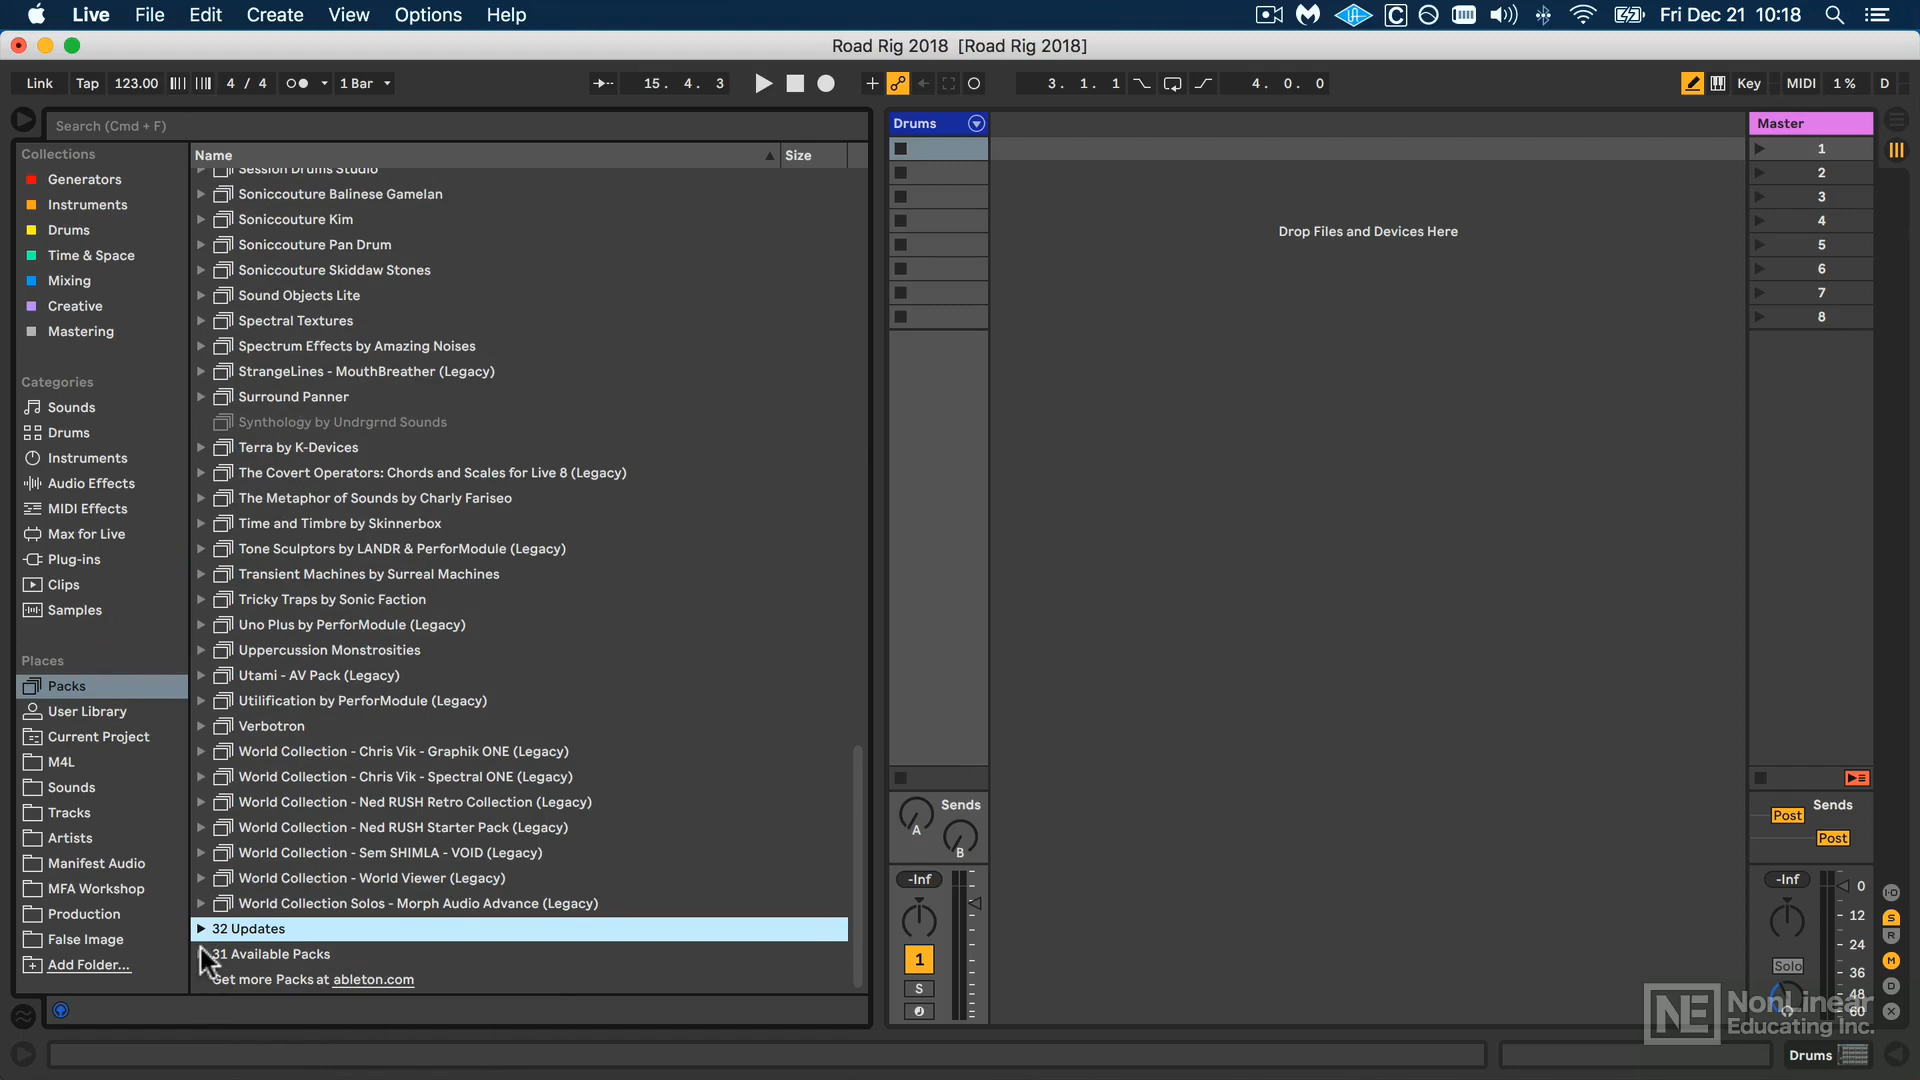 Live File Edit Create View Options Help
Fri Dec 21 10:18
Road Rig 2018 [Road Rig 2018]
Link Tap 123.00 4 / 4 1 Bar 15. 4. 3 3. 1. 1 4. 0. 0 Key MIDI 1 % D
Search (Cmd + F)
Collections
Generators
Instruments
Drums
Time & Space
Mixing
Creative
Mastering
Categories
Sounds
Drums
Instruments
Audio Effects
MIDI Effects
Max for Live
Plug-ins
Clips
Samples
Places
Packs
User Library
Current Project
M4L
Sounds
Tracks
Artists
Manifest Audio
MFA Workshop
Production
False Image
Add Folder...
Name Size
Session Drums Studio
Soniccouture Balinese Gamelan
Soniccouture Kim
Soniccouture Pan Drum
Soniccouture Skiddaw Stones
Sound Objects Lite
Spectral Textures
Spectrum Effects by Amazing Noises
StrangeLines - MouthBreather (Legacy)
Surround Panner
Synthology by Undrgrnd Sounds
Terra by K-Devices
The Covert Operators: Chords and Scales for Live 8 (Legacy)
The Metaphor of Sounds by Charly Fariseo
Time and Timbre by Skinnerbox
Tone Sculptors by LANDR & PerforModule (Legacy)
Transient Machines by Surreal Machines
Tricky Traps by Sonic Faction
Uno Plus by PerforModule (Legacy)
Uppercussion Monstrosities
Utami - AV Pack (Legacy)
Utilification by PerforModule (Legacy)
Verbotron
World Collection - Chris Vik - Graphik ONE (Legacy)
World Collection - Chris Vik - Spectral ONE (Legacy)
World Collection - Ned RUSH Retro Collection (Legacy)
World Collection - Ned RUSH Starter Pack (Legacy)
World Collection - Sem SHIMLA - VOID (Legacy)
World Collection - World Viewer (Legacy)
World Collection Solos - Morph Audio Advance (Legacy)
32 Updates
31 Available Packs
Get more Packs at ableton.com
Drums
Sends
A
B
-Inf
1
S
Drop Files and Devices Here
Master
1
2
3
4
5
6
7
8
Sends
Post
Post
-Inf
0
12
24
36
48
60
Solo
I-O
S
R
M
D
X
NE NonLinear
Educating Inc.
Drums